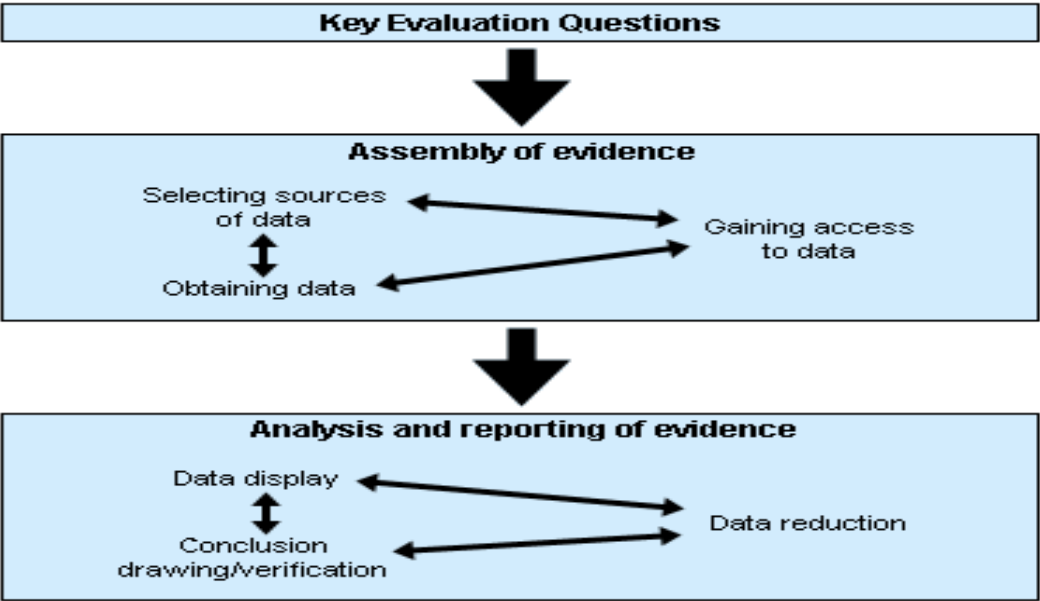 Key Evaluation Questions
Assembly of evidence
Selecting sources
of data
Gaining access
to data
Obtaining data
Analysis and reporting of evidence
Data display
Data reduction
Conclusion
drawing/verification